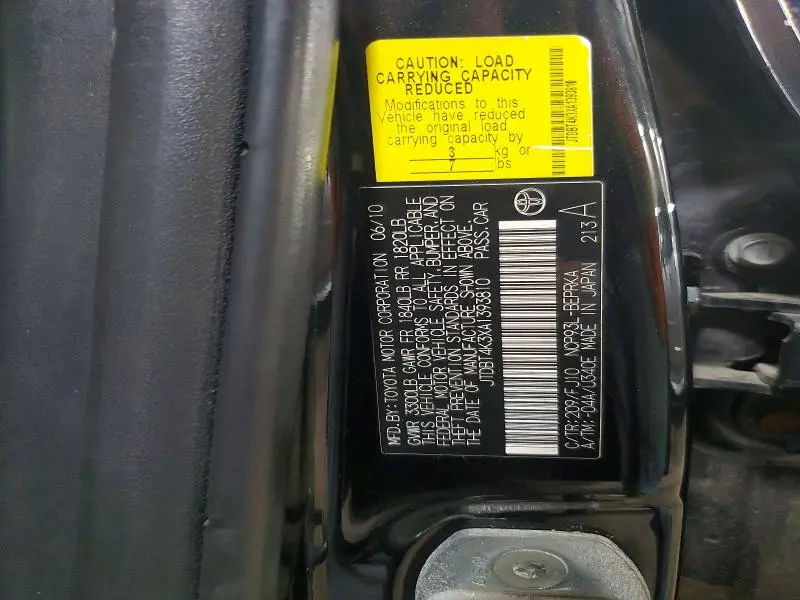 CAUTION: LOAD
CARRYING CAPACITY
REDUCED
Modifications to this
Vehicle have reduced
the original load
carrying capacity by
3 kg or
7 lbs
JTDBT4K3XA1393810
MFD.BY:TOYOTA MOTOR CORPORATION 06/10
GVWR 3300LB GAWR FR 1840LB RR 1820LB
THIS VEHICLE CONFORMS TO ALL APPLICABLE
FEDERAL MOTOR VEHICLE SAFETY,BUMPER,AND
THEFT PREVENTION STANDARDS IN EFFECT ON
THE DATE OF MANUFACTURE SHOWN ABOVE.
JTDBT4K3XA1393810 PASS.CAR
C/TR:209/FJ10 NCP93L-BEPRKA
A/TM:-04A/U340E MADE IN JAPAN 213 A